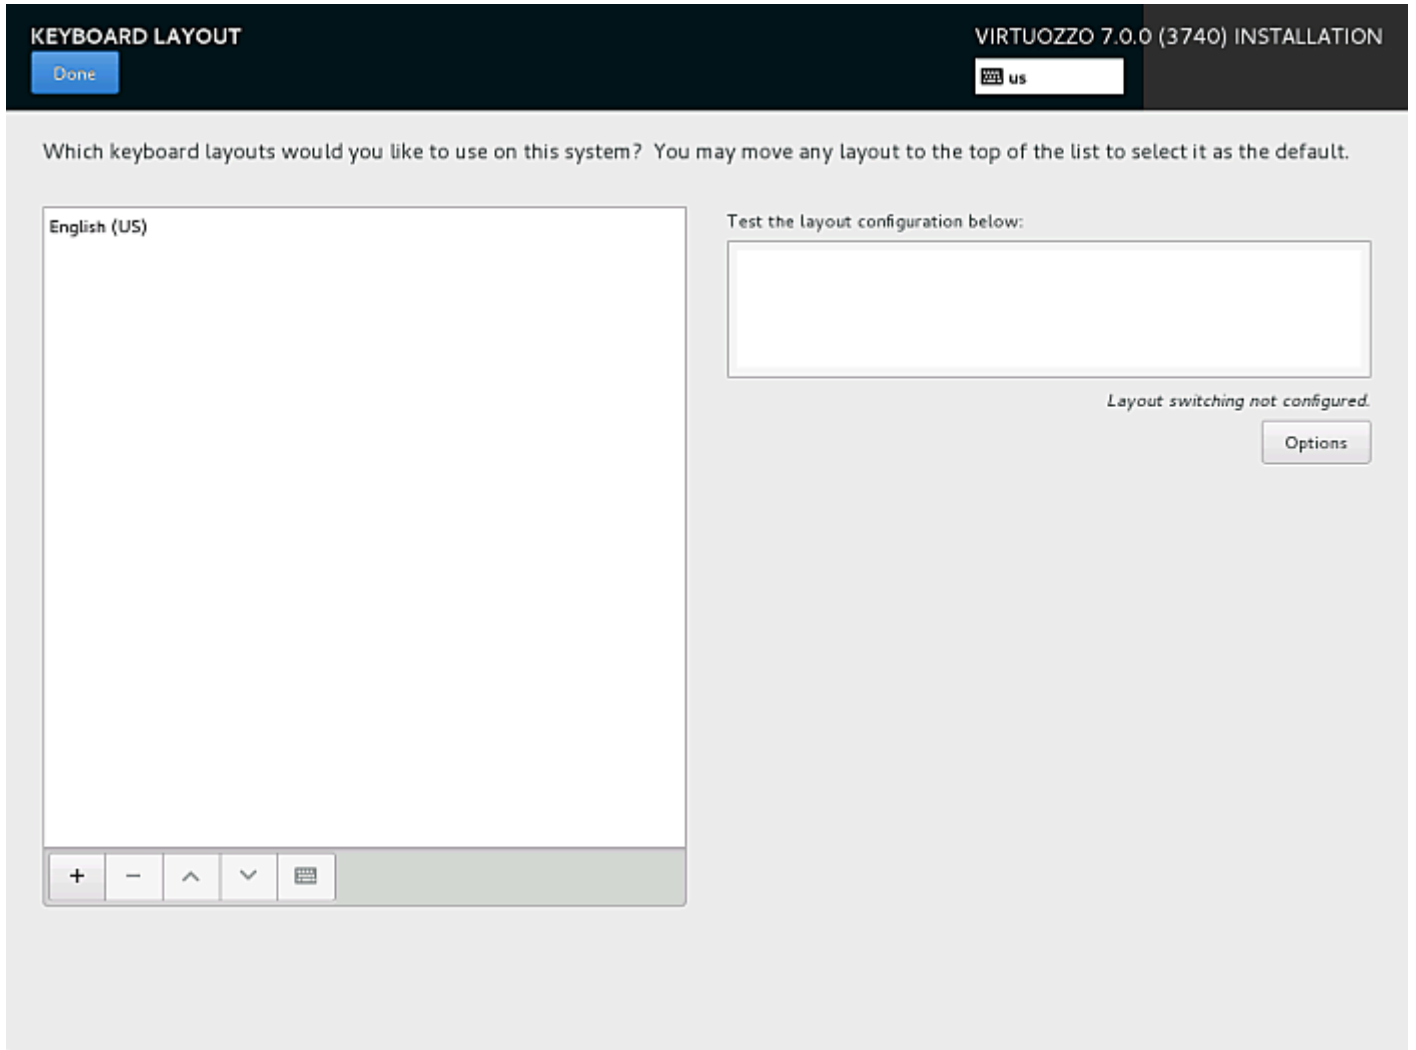 KEYBOARD LAYOUT
VIRTUOZZO 7.0.0 (3740) INSTALLATION
Done
us
Which keyboard layouts would you like to use on this system? You may move any layout to the top of the list to select it as the default.
English (US)
Test the layout configuration below:
Layout switching not configured.
Options